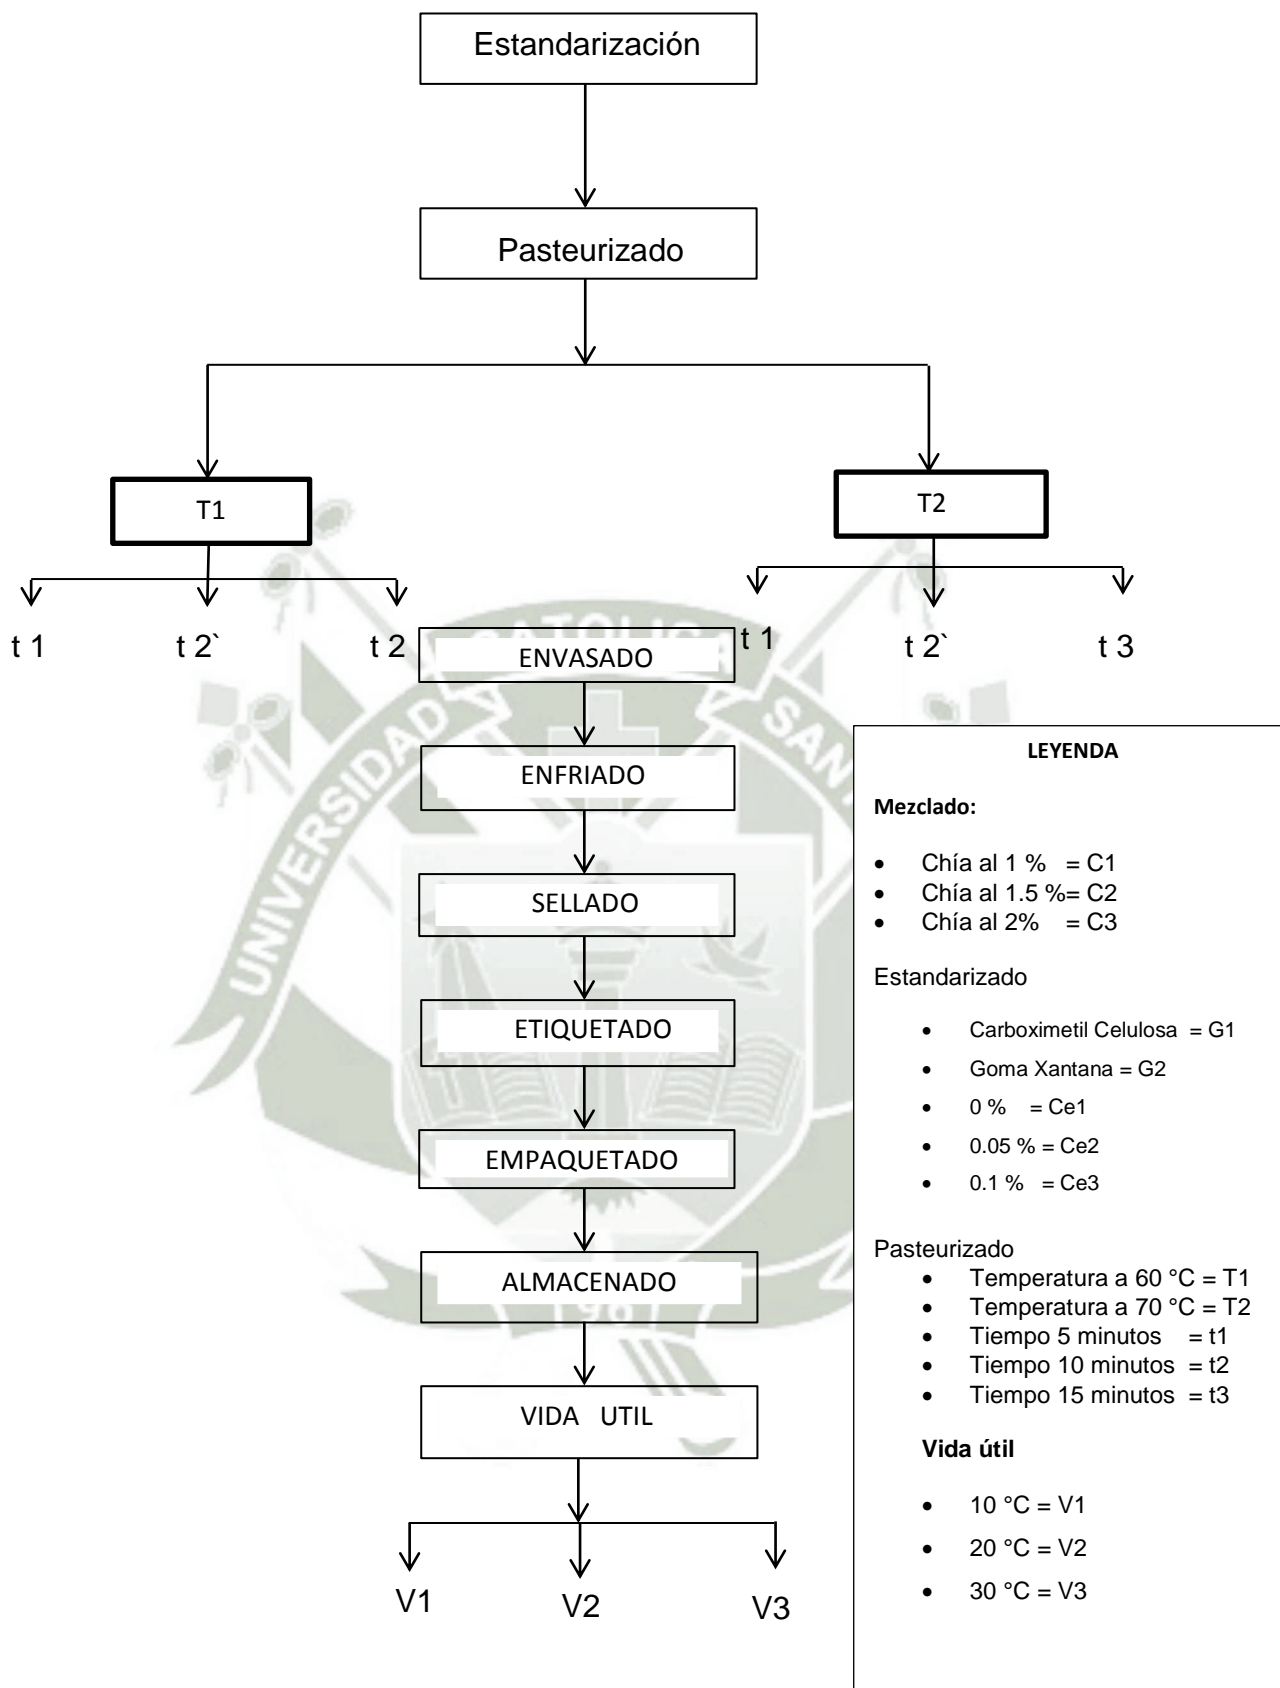 Estandarización
Pasteurizado
T1
T2
t 1
t 2`
t 2
t 1
t 2`
t 3
ENVASADO
ENFRIADO
SELLADO
ETIQUETADO
EMPAQUETADO
ALMACENADO
VIDA UTIL
V1
V2
V3
LEYENDA
Mezclado:
• Chía al 1 % = C1
• Chía al 1.5 %= C2
• Chía al 2% = C3
Estandarizado
• Carboximetil Celulosa = G1
• Goma Xantana = G2
• 0 % = Ce1
• 0.05 % = Ce2
• 0.1 % = Ce3
Pasteurizado
• Temperatura a 60 °C = T1
• Temperatura a 70 °C = T2
• Tiempo 5 minutos = t1
• Tiempo 10 minutos = t2
• Tiempo 15 minutos = t3
Vida útil
• 10 °C = V1
• 20 °C = V2
• 30 °C = V3
UNIVERSIDAD